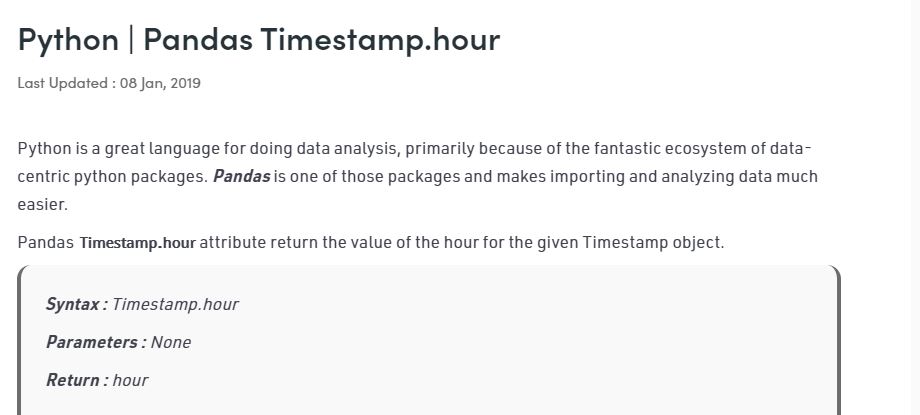 Python | Pandas Timestamp.hour
Last Updated : 08 Jan, 2019
Python is a great language for doing data analysis, primarily because of the fantastic ecosystem of data-
centric python packages. Pandas is one of those packages and makes importing and analyzing data much
easier.
Pandas Timestamp.hour attribute return the value of the hour for the given Timestamp object.
Syntax : Timestamp.hour
Parameters : None
Return : hour